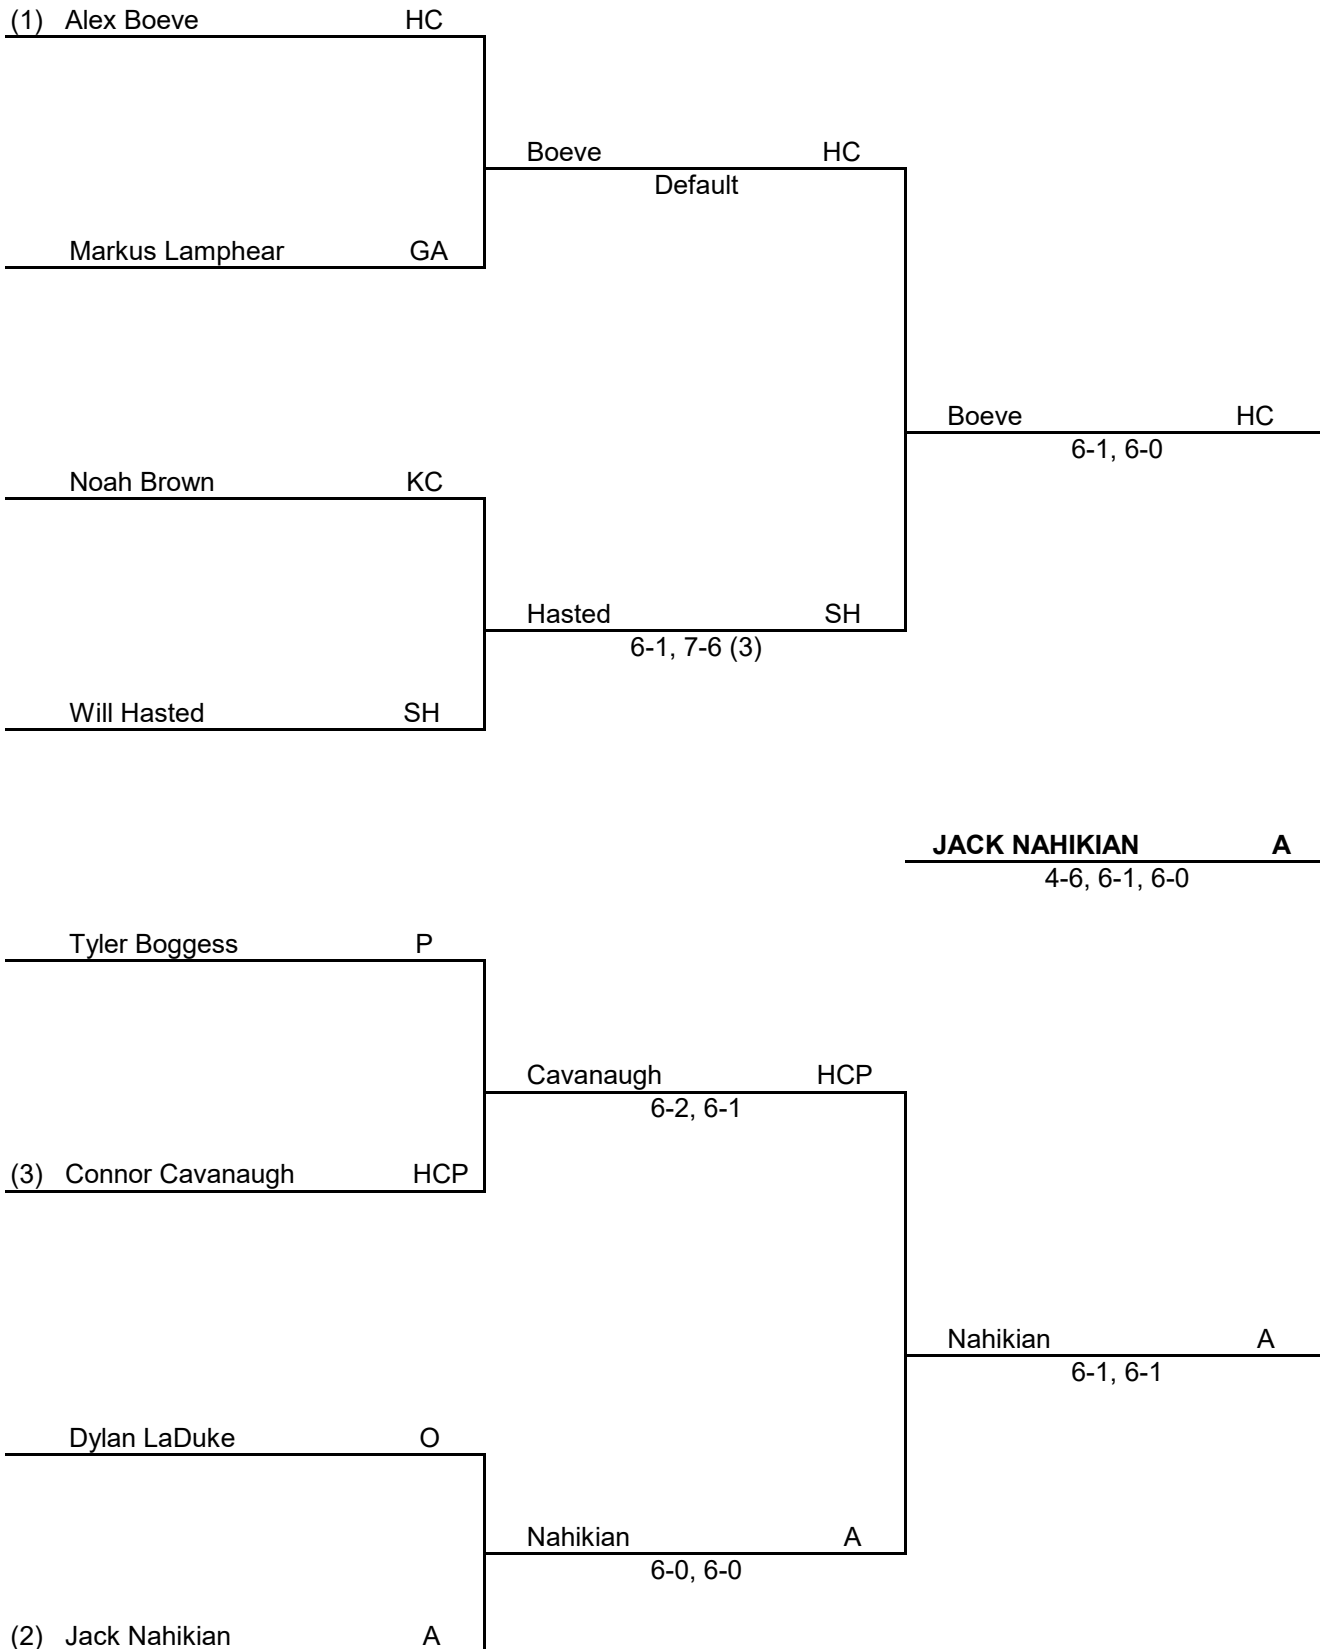 (1) Alex Boeve HC
Boeve HC
Default
Markus Lamphear GA
Boeve HC
6-1, 6-0
Noah Brown KC
Hasted SH
6-1, 7-6 (3)
Will Hasted SH
JACK NAHIKIAN A
4-6, 6-1, 6-0
Tyler Boggess P
Cavanaugh HCP
6-2, 6-1
(3) Connor Cavanaugh HCP
Nahikian A
6-1, 6-1
Dylan LaDuke O
Nahikian A
6-0, 6-0
(2) Jack Nahikian A